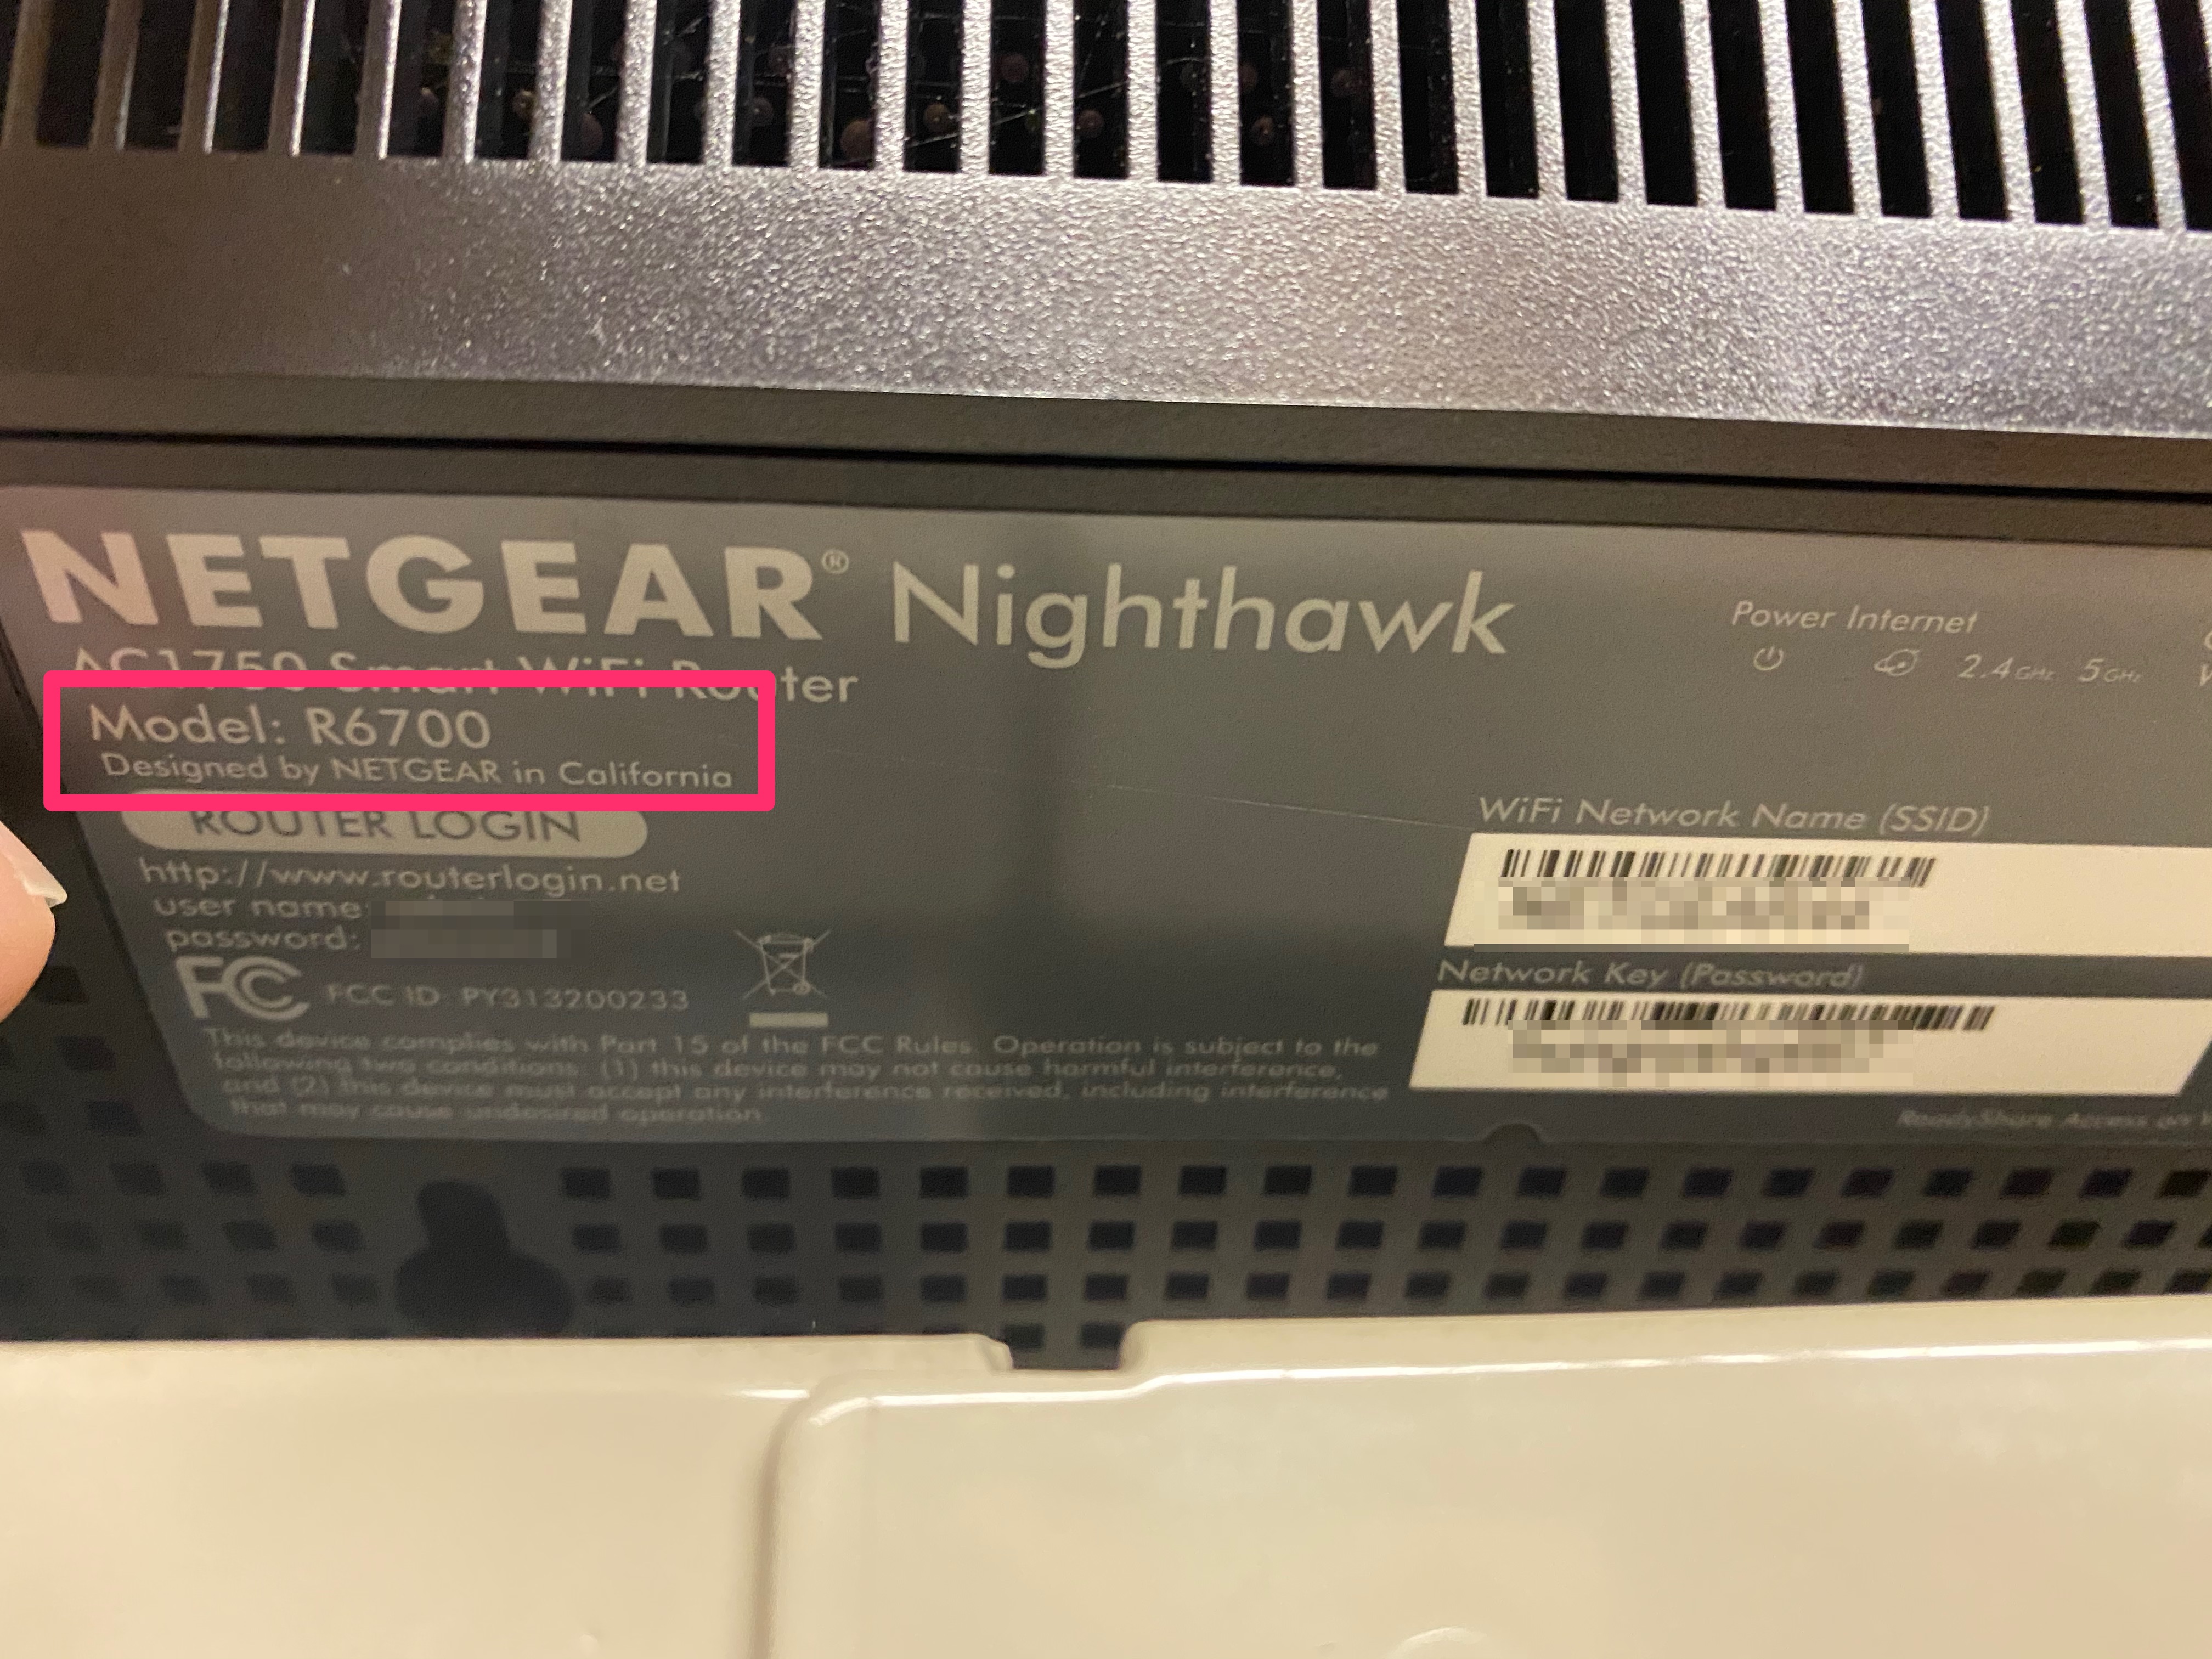 NETGEAR® Nighthawk
AC1750 Smart WiFi Router
Model: R6700
Designed by NETGEAR in California
ROUTER LOGIN
http://www.routerlogin.net
user name:
password:
FC FCC ID PY313200233
This device complies with Part 15 of the FCC Rules. Operation is subject to the
following two conditions: (1) this device may not cause harmful interference,
and (2) this device must accept any interference received, including interference
that may cause undesired operation.
Power Internet
2.4GHz 5GHz
WiFi Network Name (SSID)
Network Key (Password)
ReadyShare Access on